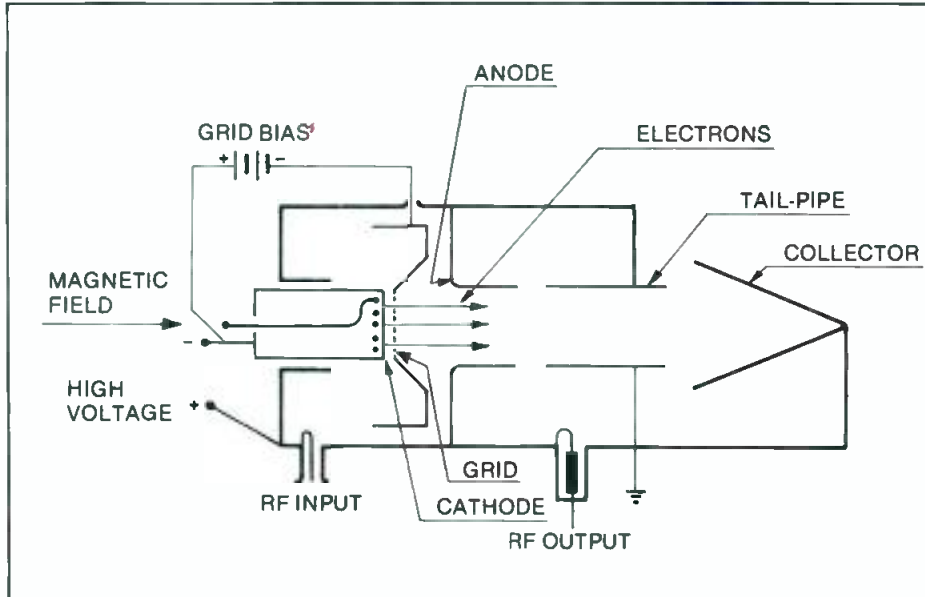 ANODE
GRID BIAS
+ -
ELECTRONS
TAIL-PIPE
COLLECTOR
MAGNETIC
FIELD
-
HIGH
VOLTAGE +
GRID
RF INPUT
CATHODE
RF OUTPUT